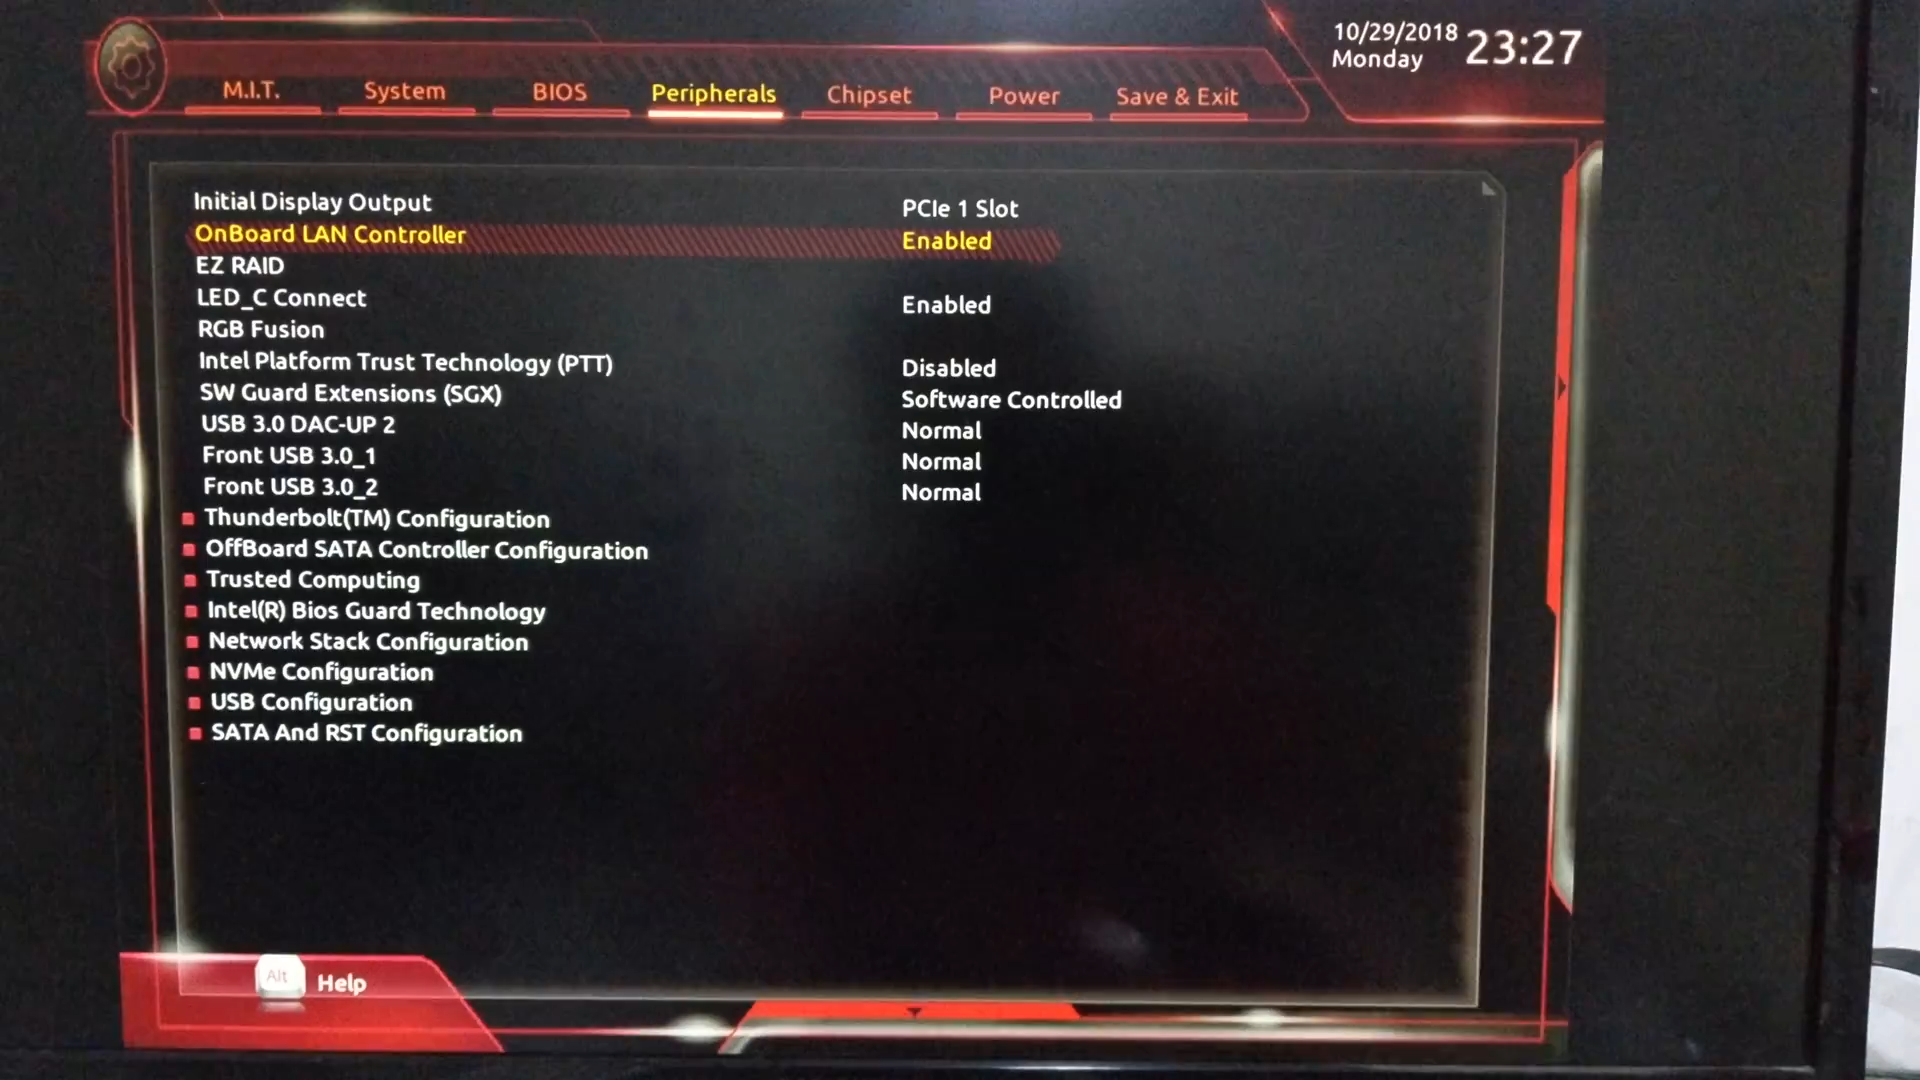 10/29/2018 23:27
Monday
M.I.T. System BIOS Peripherals Chipset Power Save & Exit
Initial Display Output PCIe 1 Slot
OnBoard LAN Controller Enabled
EZ RAID
LED_C Connect Enabled
RGB Fusion
Intel Platform Trust Technology (PTT) Disabled
SW Guard Extensions (SGX) Software Controlled
USB 3.0 DAC-UP 2 Normal
Front USB 3.0_1 Normal
Front USB 3.0_2 Normal
Thunderbolt(TM) Configuration
OffBoard SATA Controller Configuration
Trusted Computing
Intel(R) Bios Guard Technology
Network Stack Configuration
NVMe Configuration
USB Configuration
SATA And RST Configuration
Alt Help